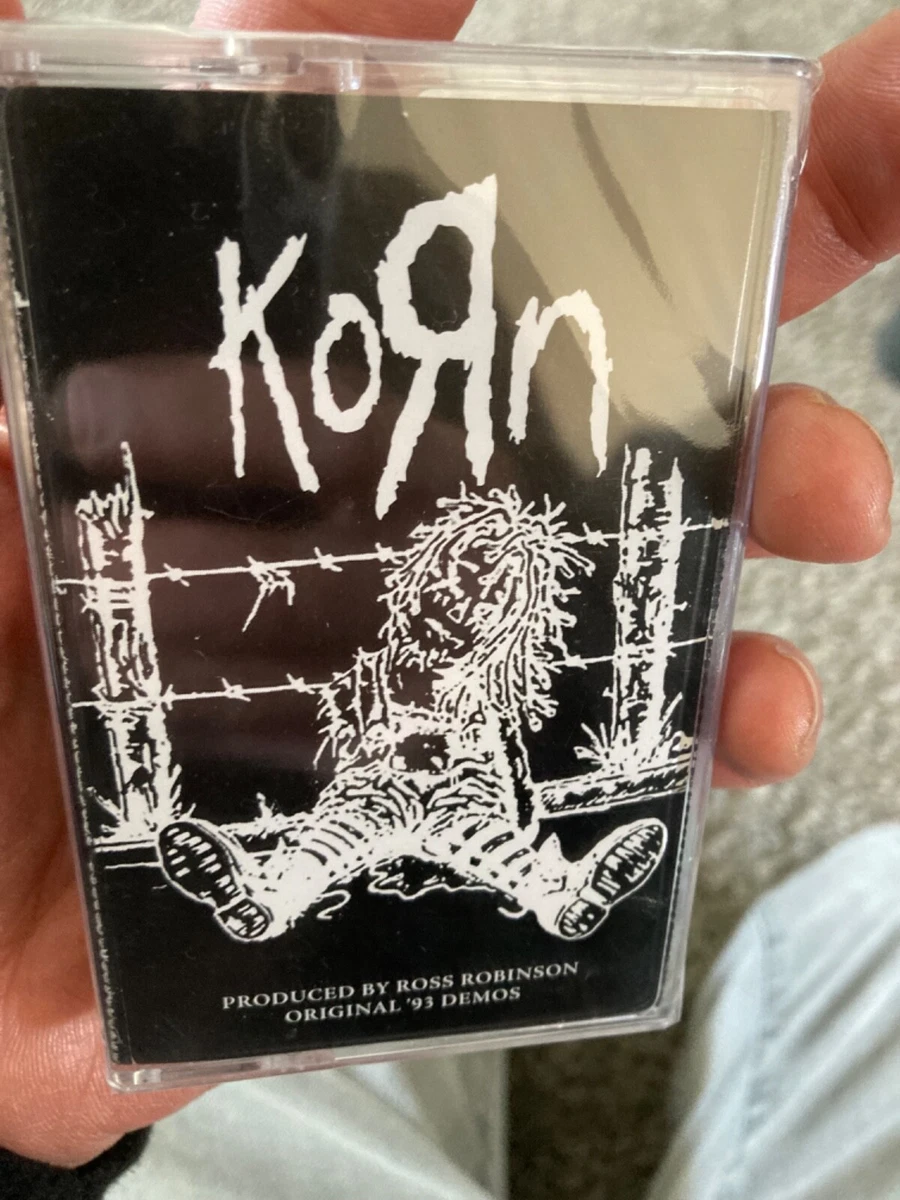 KoЯn
PRODUCED BY ROSS ROBINSON
ORIGINAL '93 DEMOS